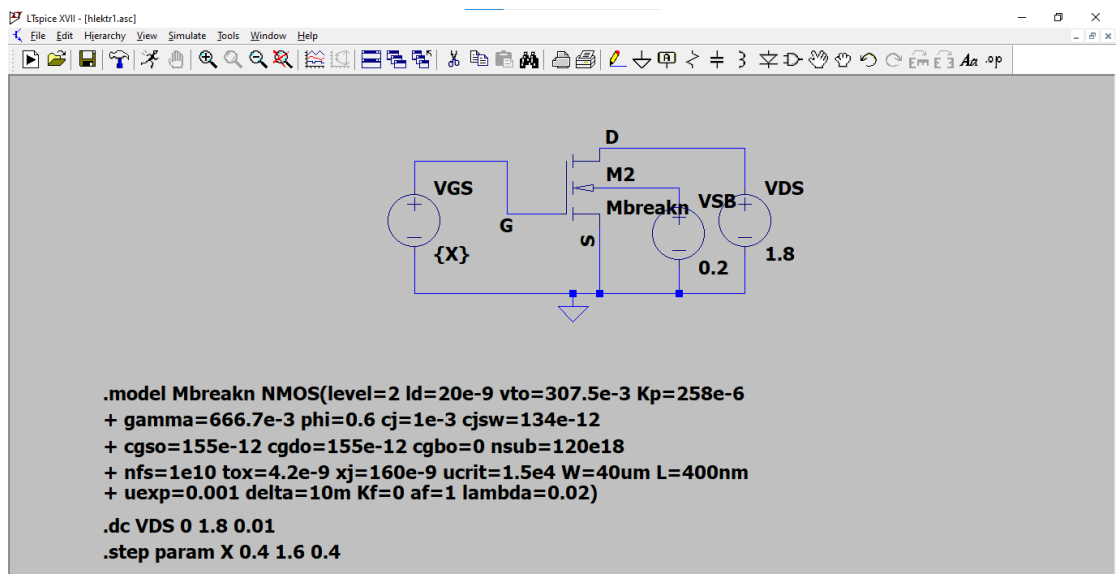 LTspice XVII - [hlektr1.asc]
File Edit Hierarchy View Simulate Tools Window Help
Aa .op
D
M2
VGS
VSB
VDS
Mbreakn
G
S
{X}
0.2
1.8
.model Mbreakn NMOS(level=2 ld=20e-9 vto=307.5e-3 Kp=258e-6
+ gamma=666.7e-3 phi=0.6 cj=1e-3 cjsw=134e-12
+ cgso=155e-12 cgdo=155e-12 cgbo=0 nsub=120e18
+ nfs=1e10 tox=4.2e-9 xj=160e-9 ucrit=1.5e4 W=40um L=400nm
+ uexp=0.001 delta=10m Kf=0 af=1 lambda=0.02)
.dc VDS 0 1.8 0.01
.step param X 0.4 1.6 0.4